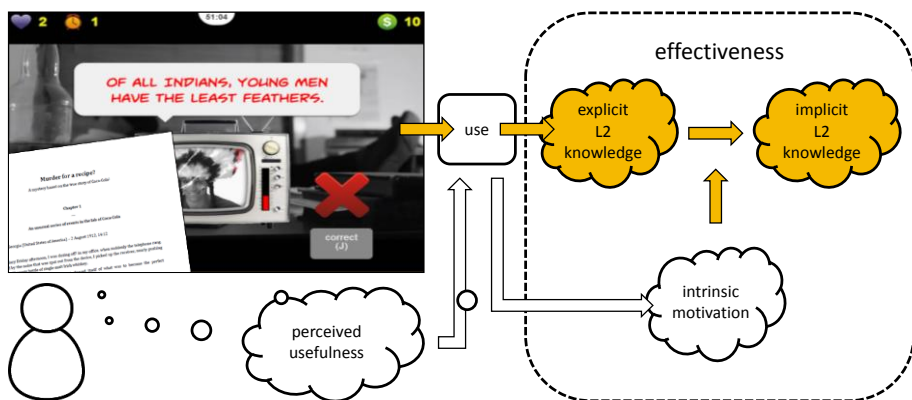 2 1 51:04 10
OF ALL INDIANS, YOUNG MEN
HAVE THE LEAST FEATHERS.
Murder for a recipe?
A mystery based on the true story of Coca-Cola!
Chapter 1
correct
(J)
use
effectiveness
explicit
L2
knowledge
implicit
L2
knowledge
intrinsic
motivation
perceived
usefulness